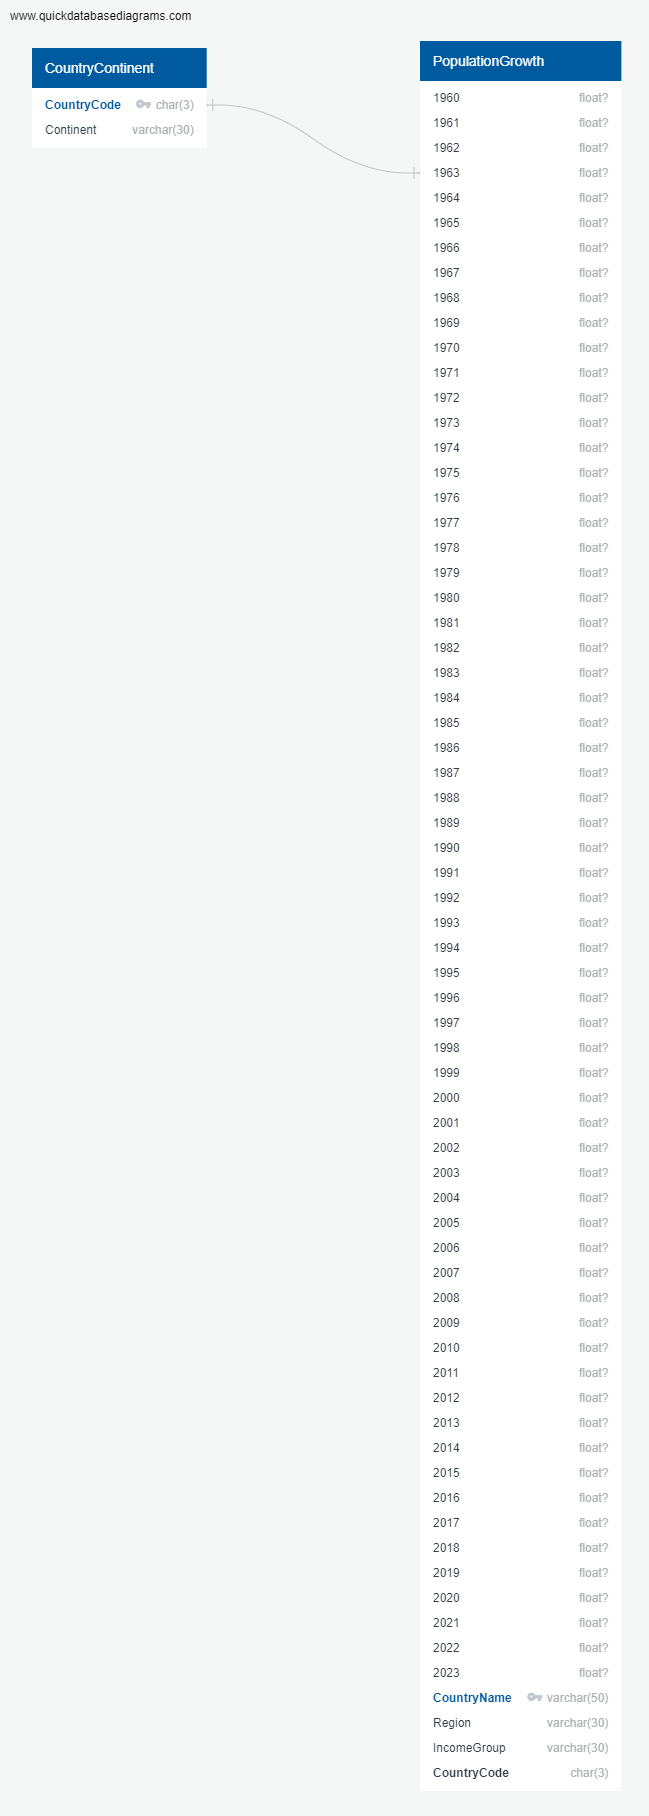 www.quickdatabasediagrams.com
CountryContinent
CountryCode char(3)
Continent varchar(30)
PopulationGrowth
1960 float?
1961 float?
1962 float?
1963 float?
1964 float?
1965 float?
1966 float?
1967 float?
1968 float?
1969 float?
1970 float?
1971 float?
1972 float?
1973 float?
1974 float?
1975 float?
1976 float?
1977 float?
1978 float?
1979 float?
1980 float?
1981 float?
1982 float?
1983 float?
1984 float?
1985 float?
1986 float?
1987 float?
1988 float?
1989 float?
1990 float?
1991 float?
1992 float?
1993 float?
1994 float?
1995 float?
1996 float?
1997 float?
1998 float?
1999 float?
2000 float?
2001 float?
2002 float?
2003 float?
2004 float?
2005 float?
2006 float?
2007 float?
2008 float?
2009 float?
2010 float?
2011 float?
2012 float?
2013 float?
2014 float?
2015 float?
2016 float?
2017 float?
2018 float?
2019 float?
2020 float?
2021 float?
2022 float?
2023 float?
CountryName varchar(50)
Region varchar(30)
IncomeGroup varchar(30)
CountryCode char(3)